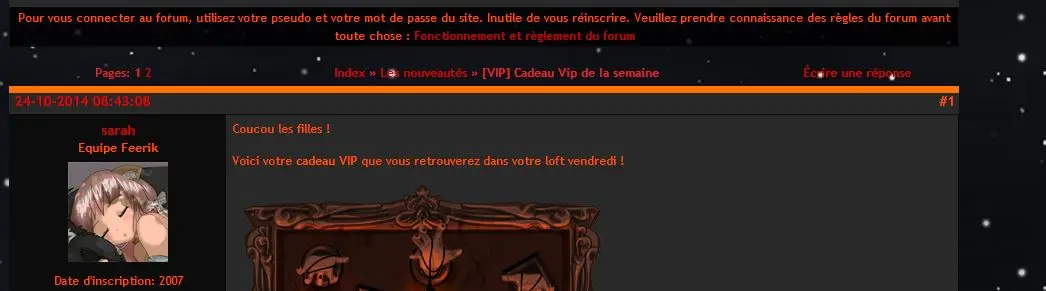 Pour vous connecter au forum, utilisez votre pseudo et votre mot de passe du site. Inutile de vous réinscrire. Veuillez prendre connaissance des règles du forum avant
toute chose : Fonctionnement et règlement du forum
Pages: 1 2
Index » Les nouveautés » [VIP] Cadeau Vip de la semaine
Écrire une réponse
24-10-2014 08:43:08
#1
sarah
Equipe Feerik
Date d'inscription: 2007
Coucou les filles !
Voici votre cadeau VIP que vous retrouverez dans votre loft vendredi !